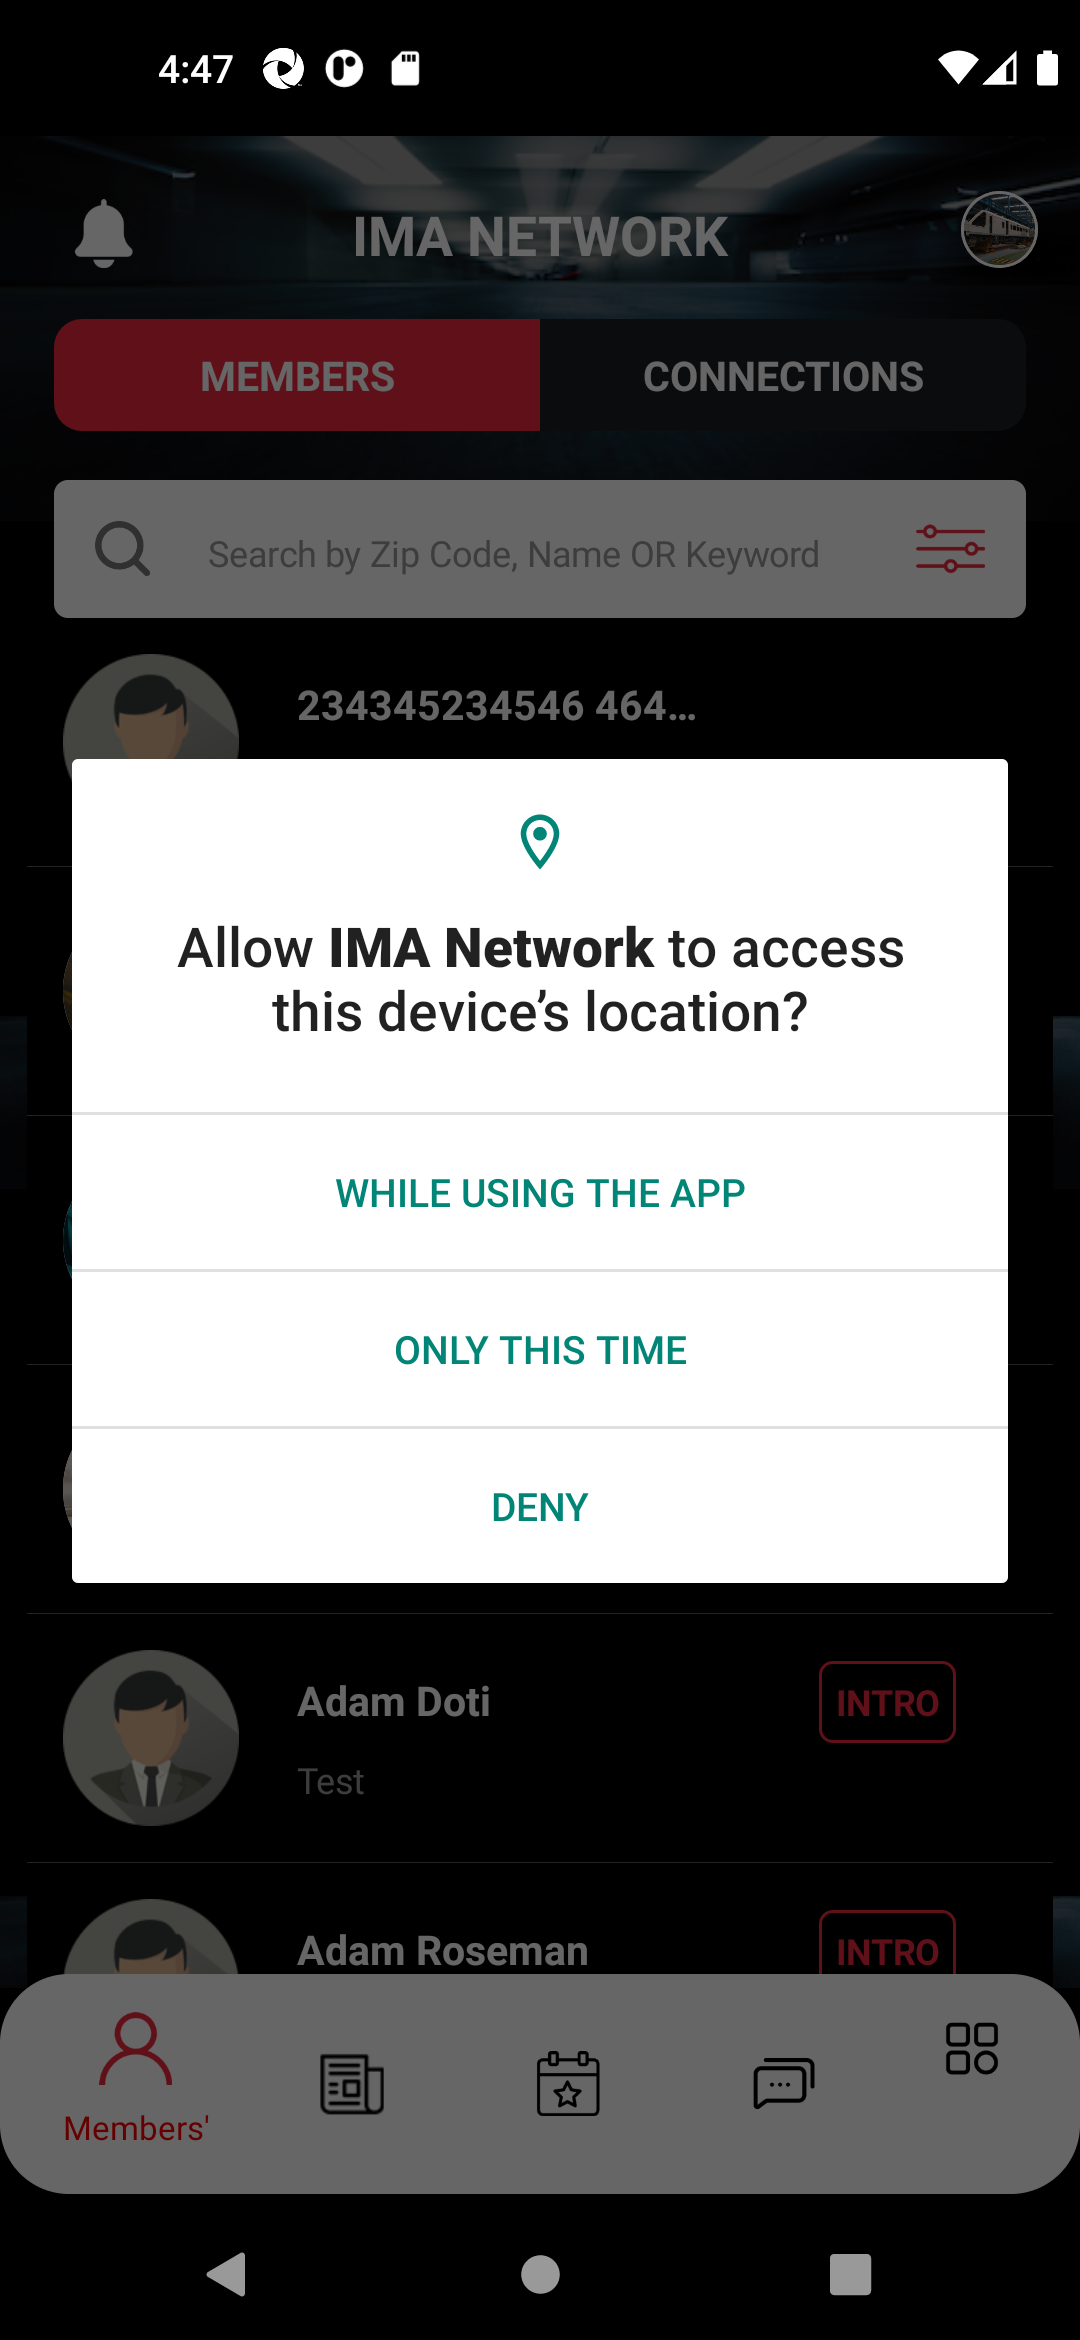 4:47
IMA NETWORK
MEMBERS
CONNECTIONS
Search by Zip Code, Name OR Keyword
234345234546 464...
Allow IMA Network to access
this device’s location?
WHILE USING THE APP
ONLY THIS TIME
DENY
Adam Doti
INTRO
Test
Adam Roseman
INTRO
Members'